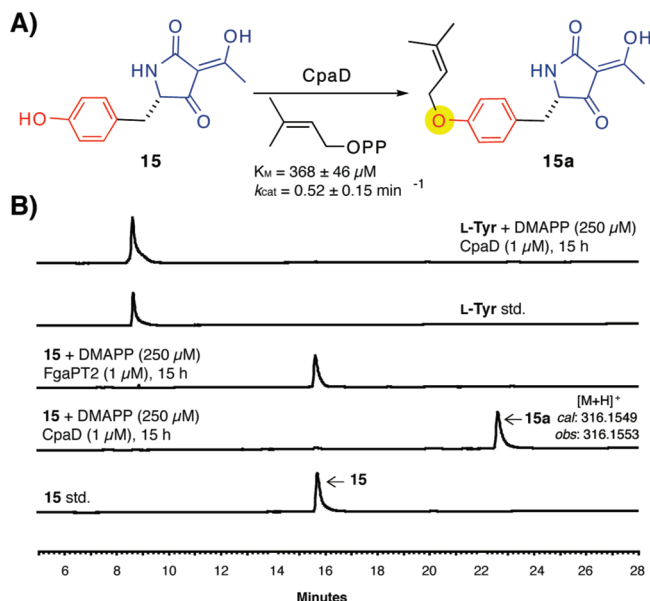 A)
O
OH
HN
O
HO
15
CpaD
OPP
KM = 368 ± 46 µM
kcat = 0.52 ± 0.15 min -1
O
OH
HN
O
O
15a
B)
L-Tyr + DMAPP (250 µM)
CpaD (1 µM), 15 h
L-Tyr std.
15 + DMAPP (250 µM)
FgaPT2 (1 µM), 15 h
15 + DMAPP (250 µM)
CpaD (1 µM), 15 h
[M+H]+
15a cal: 316.1549
obs: 316.1553
15 std.
15
6 8 10 12 14 16 18 20 22 24 26 28
Minutes